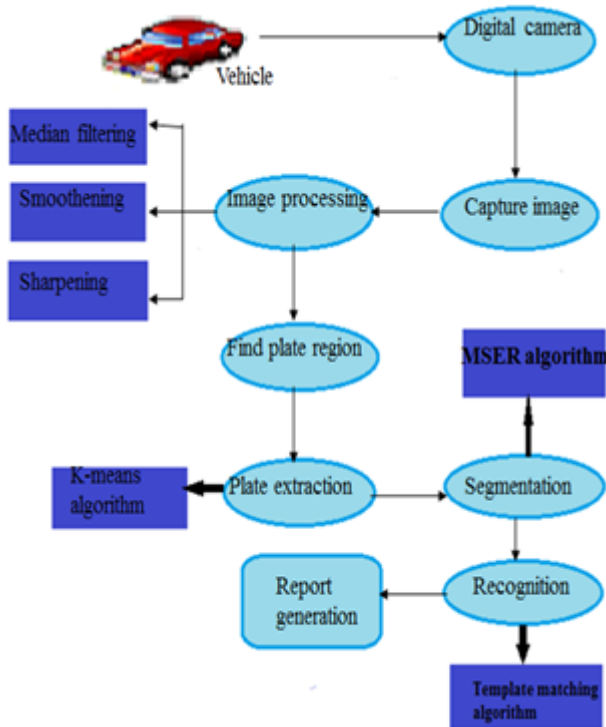 Digital camera
Vehicle
Median filtering
Smoothening
Image processing
Capture image
Sharpening
Find plate region
MSER algorithm
K-means
algorithm
Plate extraction
Segmentation
Report
generation
Recognition
Template matching
algorithm